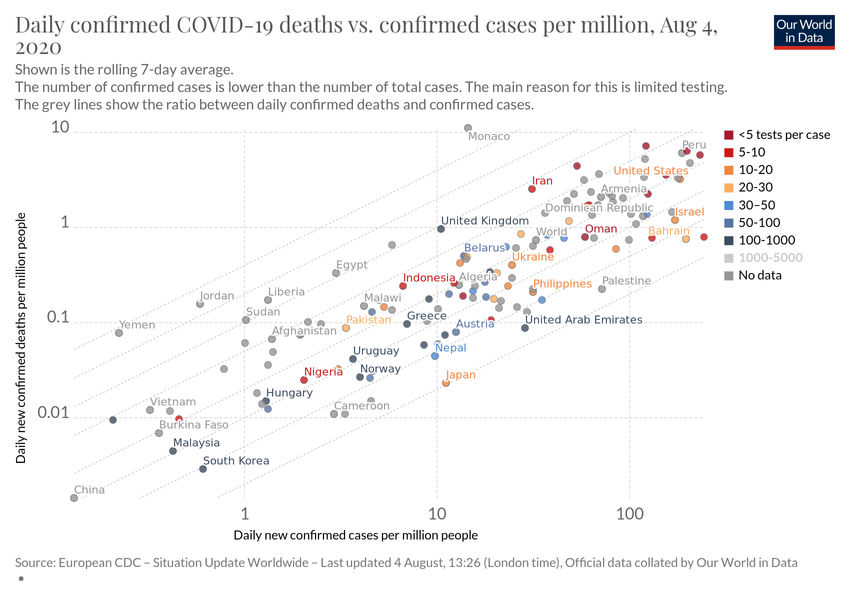 Daily confirmed COVID-19 deaths vs. confirmed cases per million, Aug 4,
2020
Our World
in Data
Shown is the rolling 7-day average.
The number of confirmed cases is lower than the number of total cases. The main reason for this is limited testing.
The grey lines show the ratio between daily confirmed deaths and confirmed cases.
10
Monaco
<5 tests per case
5-10
10-20
20-30
30-50
50-100
100-1000
1000-5000
No data
Peru
United States
Iran
Armenia
Dominican Republic
Israel
1
United Kingdom
World
Oman
Bahrain
Belarus
Ukraine
Egypt
Indonesia
Algeria
Philippines
Palestine
Jordan
Liberia
Malawi
0.1
Yemen
Sudan
Afghanistan
Pakistan
Greece
Austria
United Arab Emirates
Uruguay
Nepal
Nigeria
Norway
Japan
Hungary
0.01
Vietnam
Cameroon
Burkina Faso
Malaysia
South Korea
China
1
10
100
Daily new confirmed deaths per million people
Daily new confirmed cases per million people
Source: European CDC – Situation Update Worldwide – Last updated 4 August, 13:26 (London time), Official data collated by Our World in Data
•